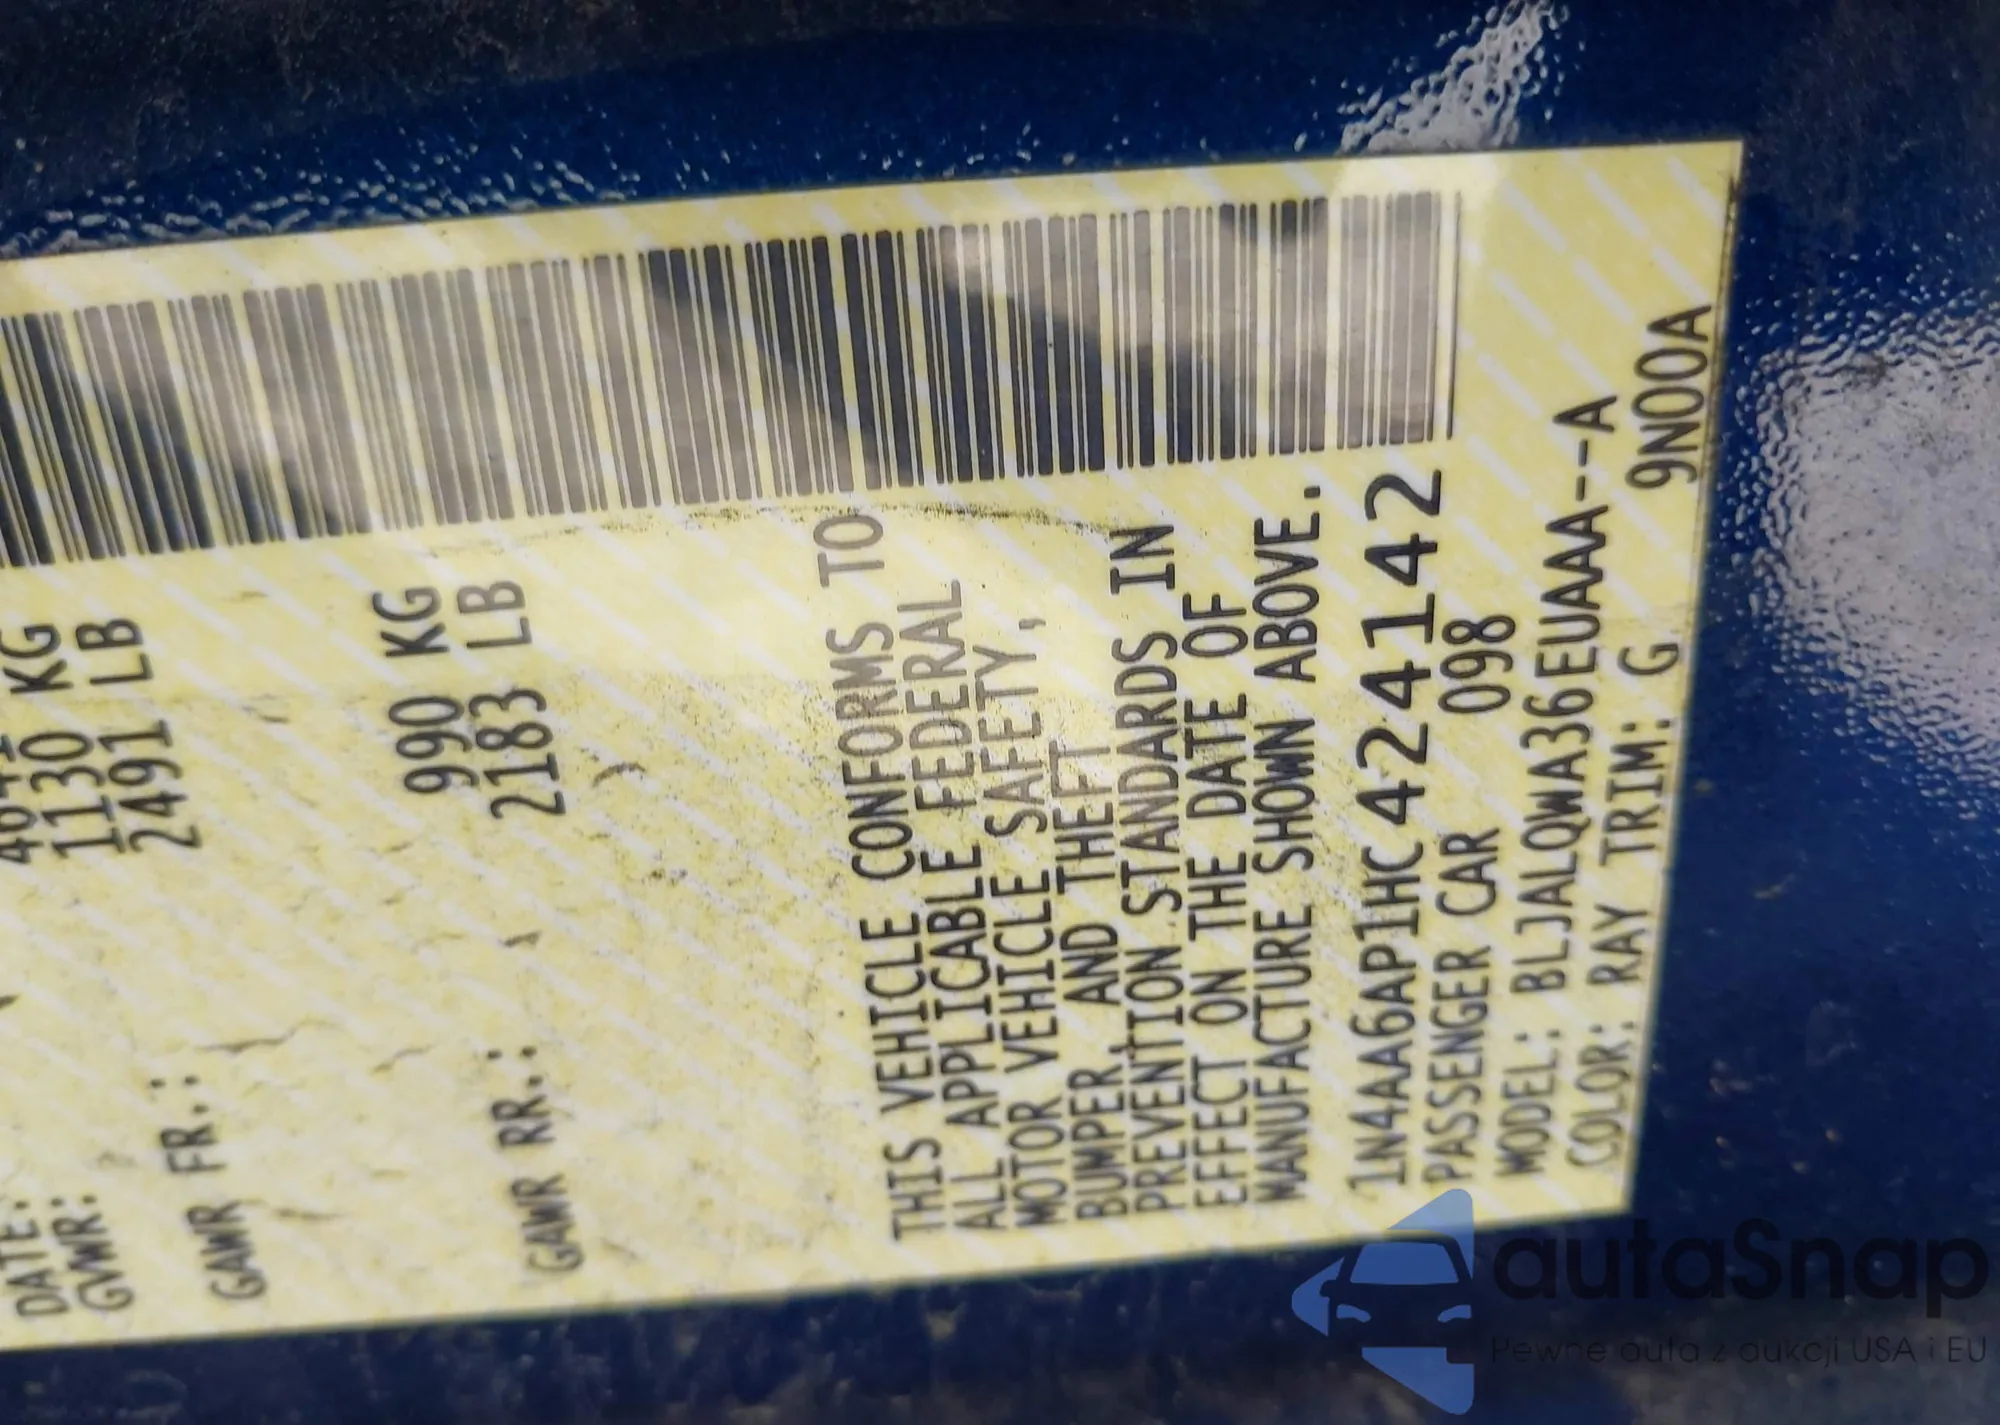 DATE:
GVWR:
1130 KG
GAWR FR.: 2491 LB
990 KG
GAWR RR.: 2183 LB
THIS VEHICLE CONFORMS TO
ALL APPLICABLE FEDERAL
MOTOR VEHICLE SAFETY,
BUMPER, AND THEFT
PREVENTION STANDARDS IN
EFFECT ON THE DATE OF
MANUFACTURE SHOWN ABOVE.
1N4AA6AP1HC424142
PASSENGER CAR 098
MODEL: BLJALQWA36EUAAA--A
COLOR: RAY TRIM: G 9N00A
autaSnap
Pewne auta z aukcji USA i EU